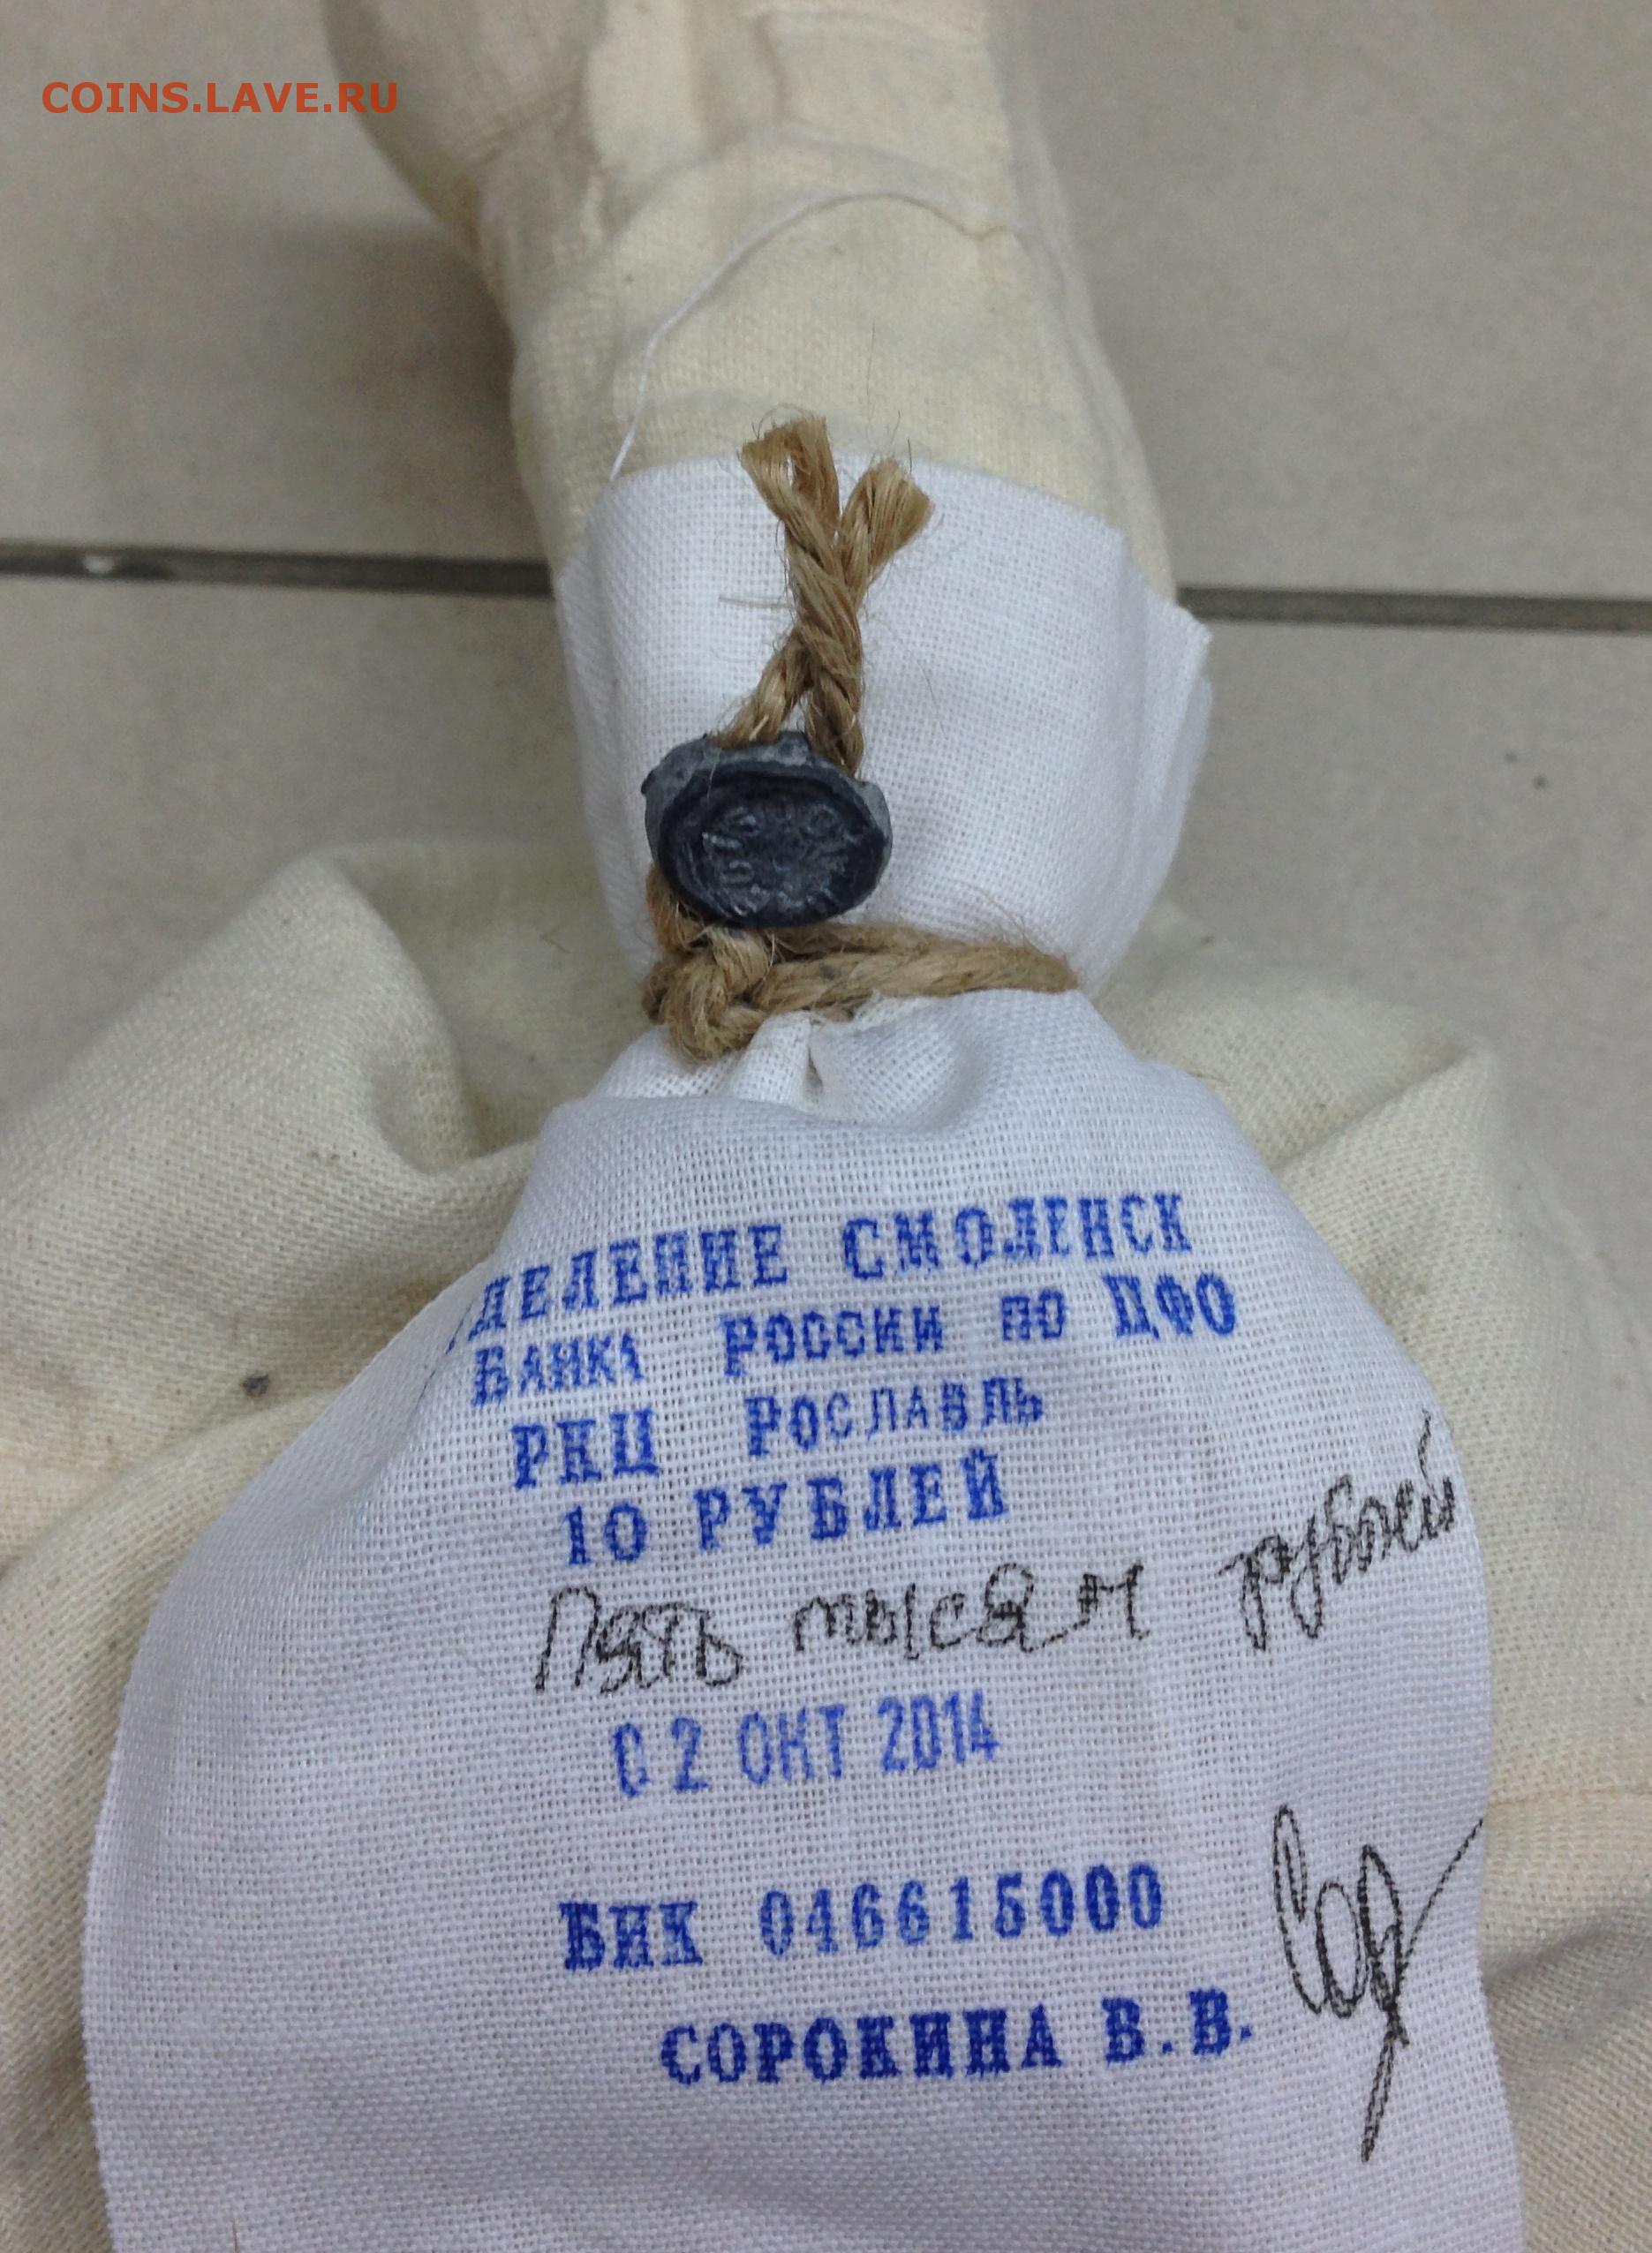 COINS.LAVE.RU
ДЕЛЕНИЕ СМОЛЕНСК
БАНКА РОССИИ ПО ЦФО
РКЦ РОСЛАВЛЬ
10 РУБЛЕЙ
Пять тысяч рублей
02 ОКТ 2014
БИК 046615000
СОРОКИНА В.В.